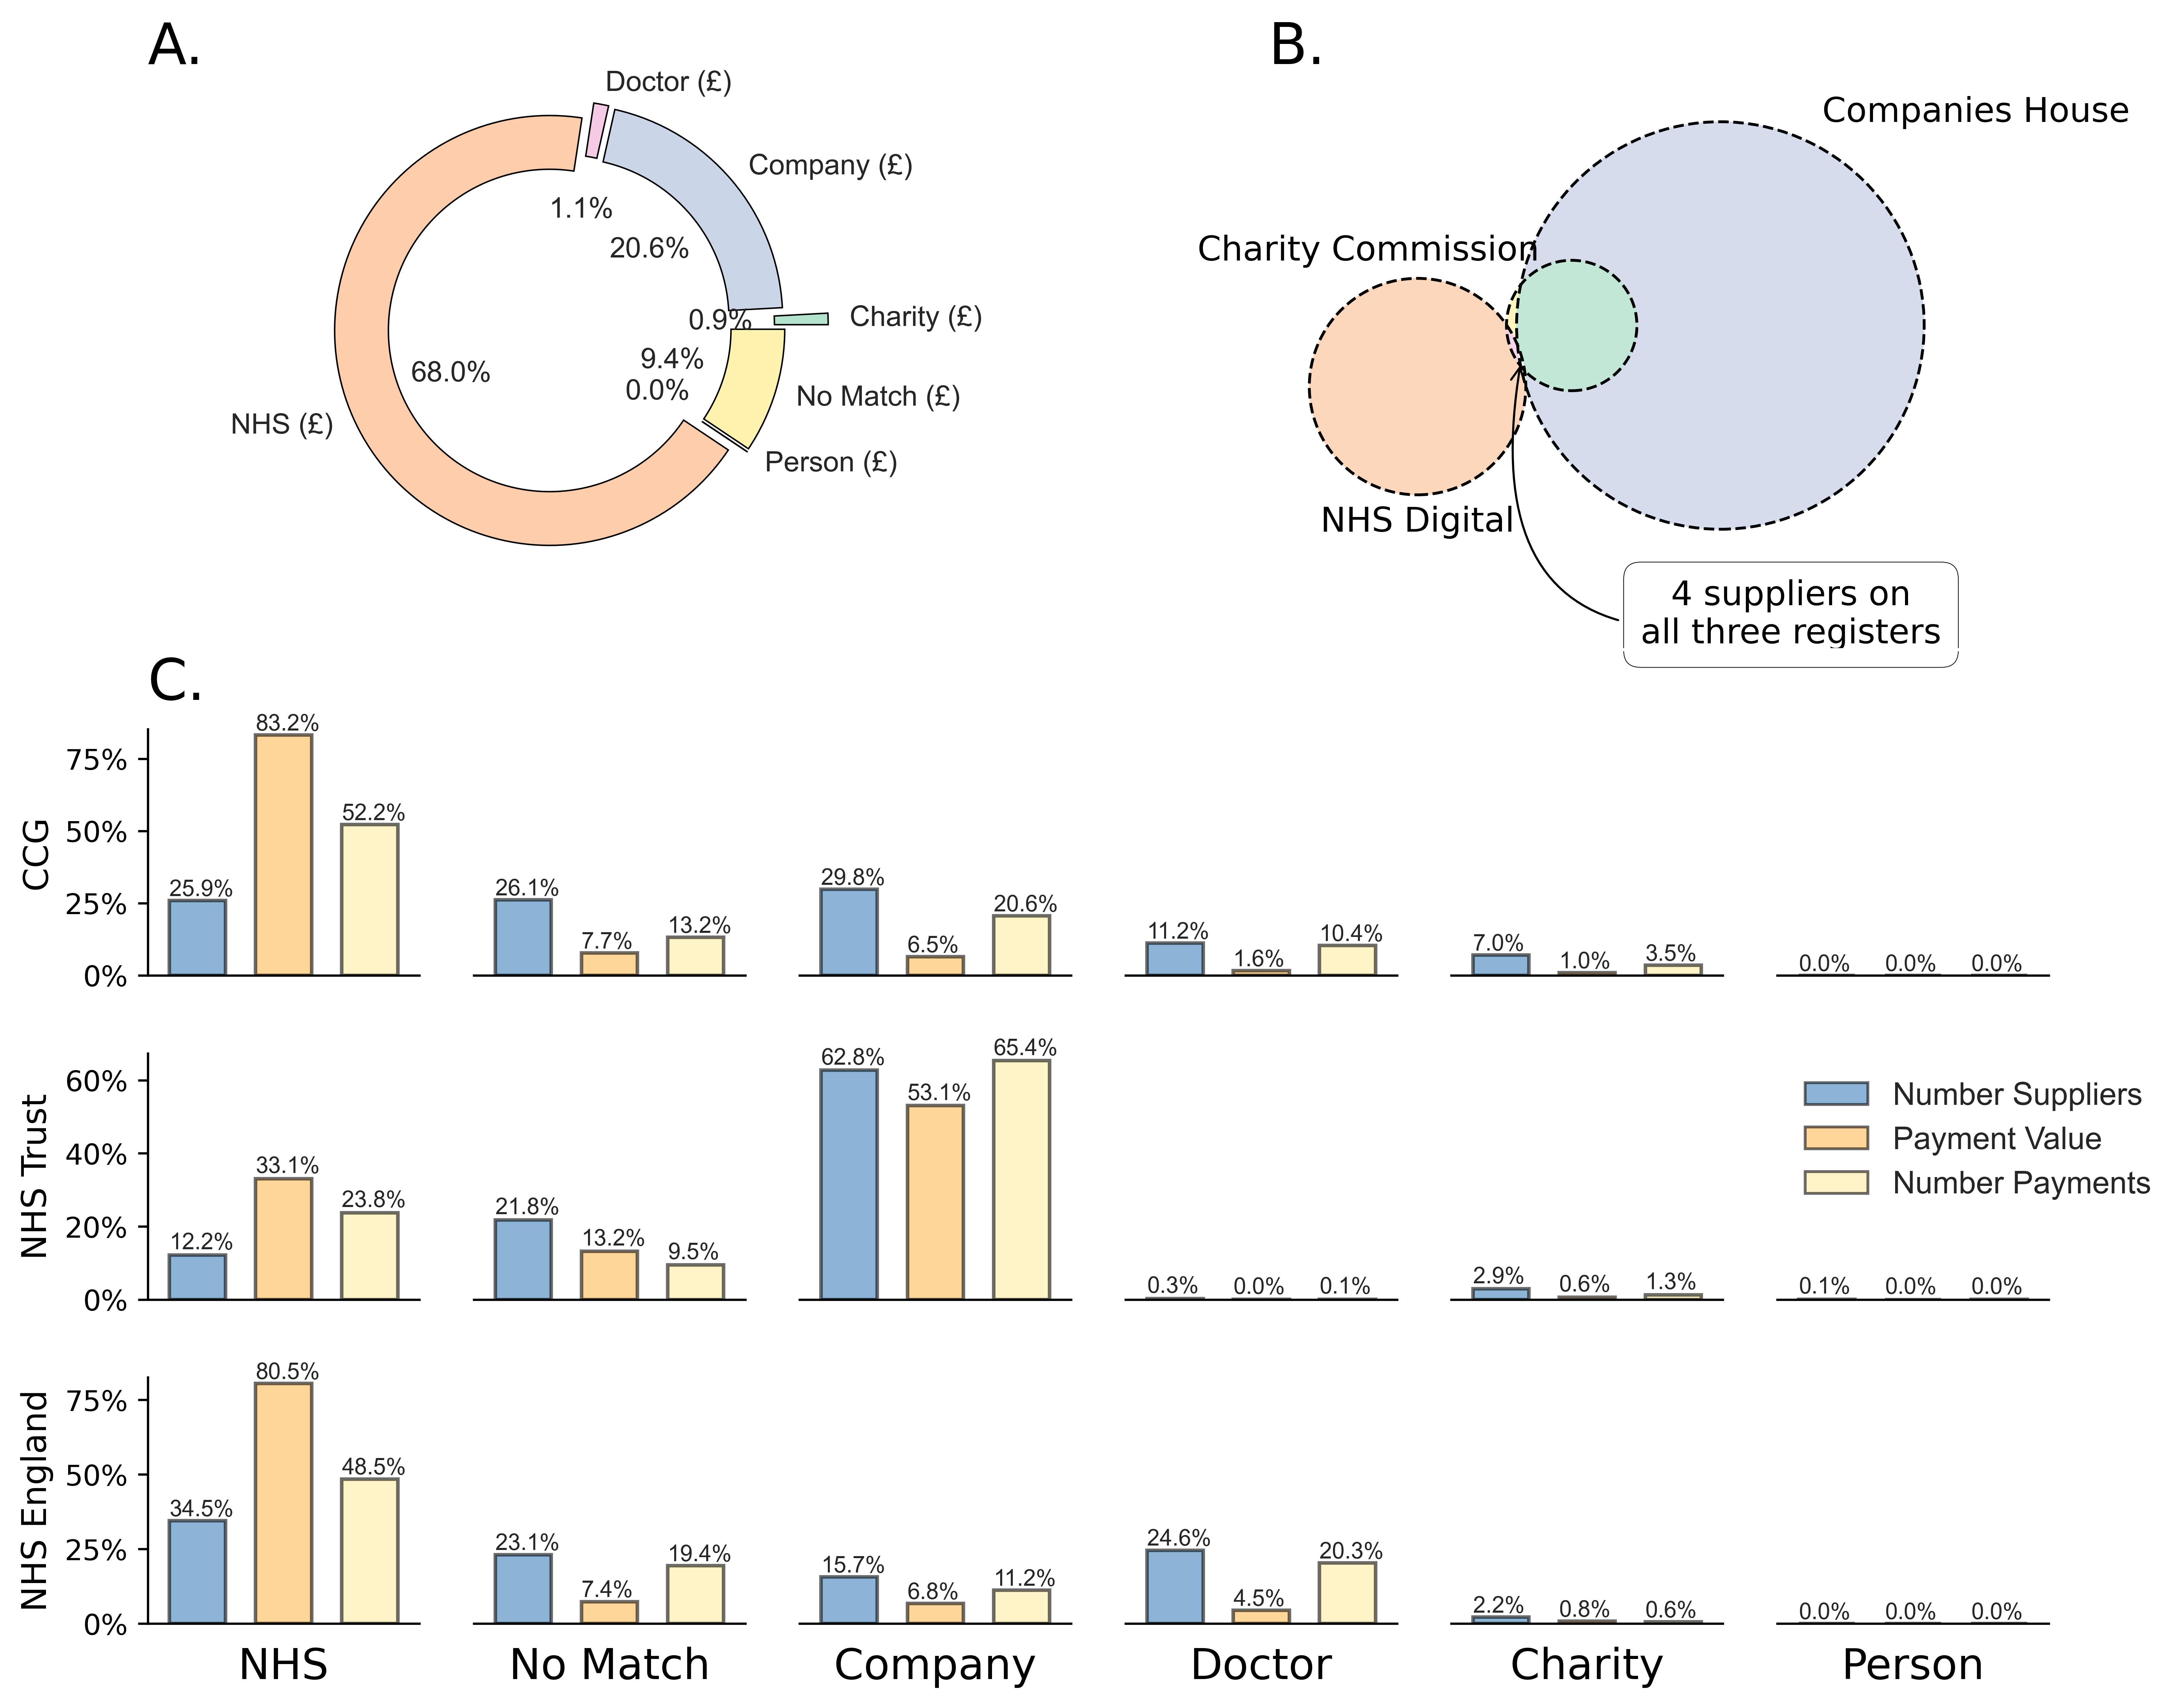 A.
Doctor (£)
Company (£)
1.1%
20.6%
0.9%
Charity (£)
9.4%
0.0%
68.0%
No Match (£)
NHS (£)
Person (£)
B.
Companies House
Charity Commission
NHS Digital
4 suppliers on
all three registers
C.
CCG
75%
50%
25%
0%
25.9%
83.2%
52.2%
26.1%
7.7%
13.2%
29.8%
6.5%
20.6%
11.2%
1.6%
10.4%
7.0%
1.0%
3.5%
0.0%
0.0%
0.0%
NHS Trust
60%
40%
20%
0%
12.2%
33.1%
23.8%
21.8%
13.2%
9.5%
62.8%
53.1%
65.4%
0.3%
0.0%
0.1%
2.9%
0.6%
1.3%
0.1%
0.0%
0.0%
Number Suppliers
Payment Value
Number Payments
NHS England
75%
50%
25%
0%
34.5%
80.5%
48.5%
23.1%
7.4%
19.4%
15.7%
6.8%
11.2%
24.6%
4.5%
20.3%
2.2%
0.8%
0.6%
0.0%
0.0%
0.0%
NHS
No Match
Company
Doctor
Charity
Person